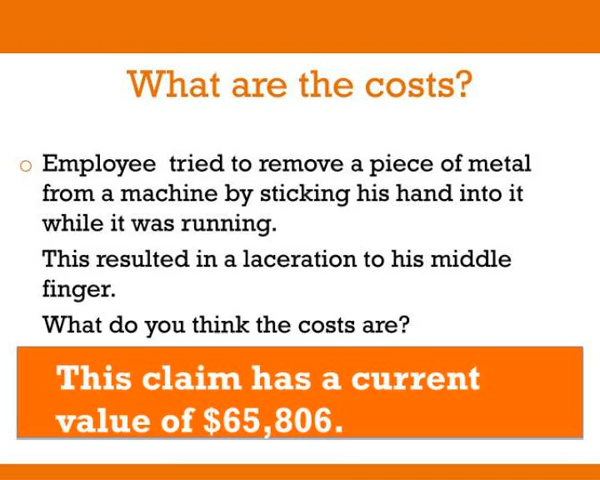 What are the costs?
Employee tried to remove a piece of metal
from a machine by sticking his hand into it
while it was running.
This resulted in a laceration to his middle
finger.
What do you think the costs are?
This claim has a current
value of $65,806.